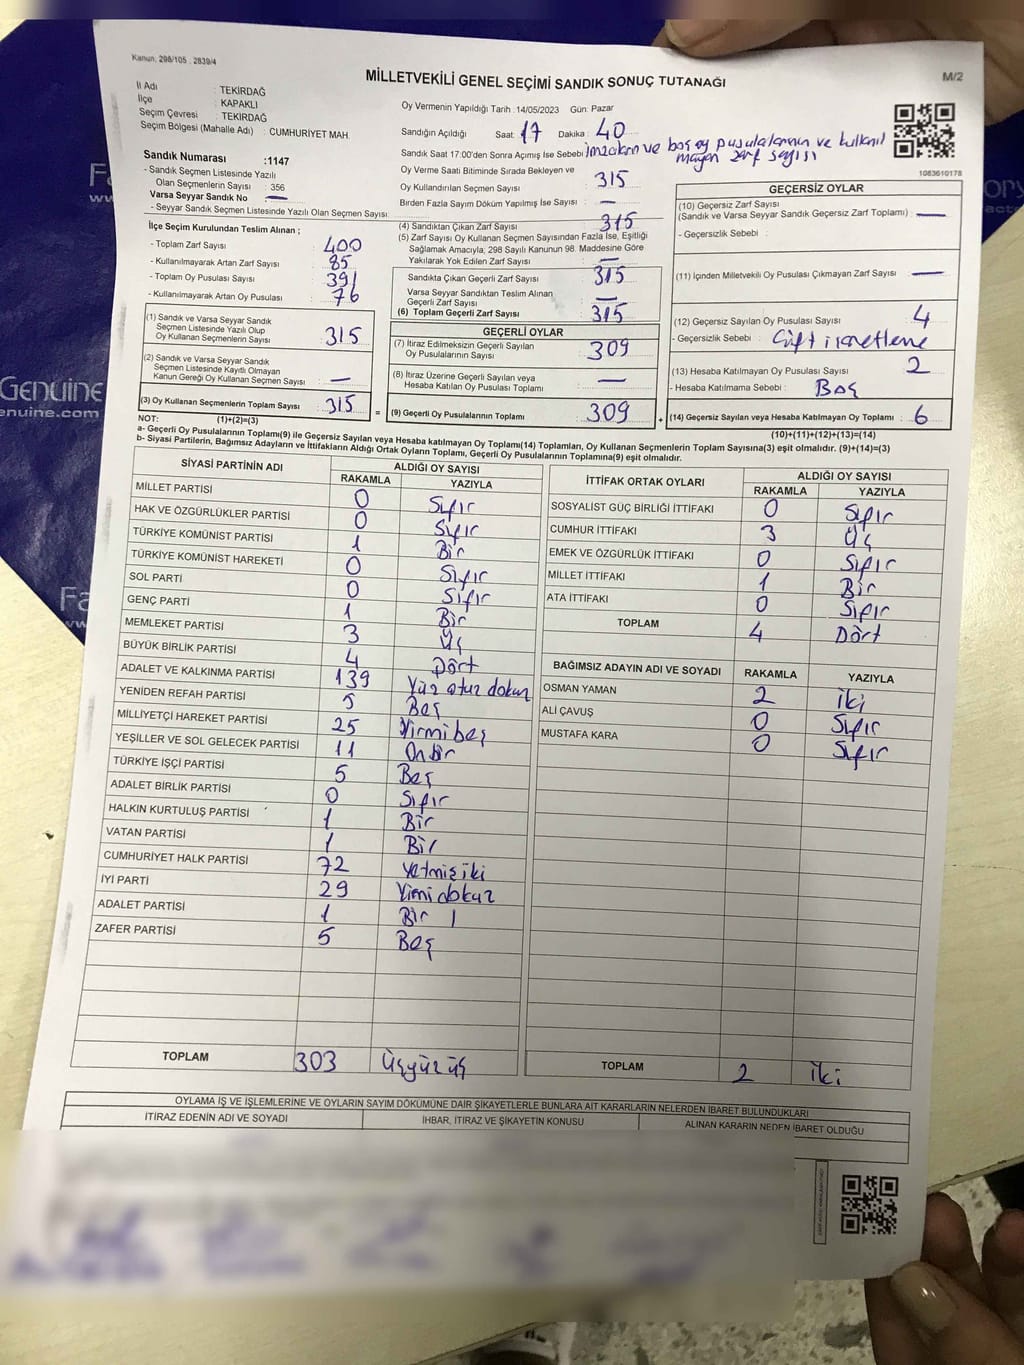 Kanun, 298/105 . 2839/4
MİLLETVEKİLİ GENEL SEÇİMİ SANDIK SONUÇ TUTANAĞI
M/2
İl Adı : TEKİRDAĞ
İlçe : KAPAKLI
Seçim Çevresi : TEKİRDAĞ
Seçim Bölgesi (Mahalle Adı) : CUMHURİYET MAH.
Sandık Numarası :1147
- Sandık Seçmen Listesinde Yazılı
Olan Seçmenlerin Sayısı : 356
Varsa Seyyar Sandık No —
- Seyyar Sandık Seçmen Listesinde Yazılı Olan Seçmen Sayısı:
Oy Vermenin Yapıldığı Tarih : 14/05/2023 Gün: Pazar
Sandığın Açıldığı Saat: 17 Dakika: 40
Sandık Saat 17:00'den Sonra Açımış İse Sebebi İmzaların ve boş oy pusulalarının ve kullanıl
mayan zarf sayısı
Oy Verme Saati Bitiminde Sırada Bekleyen ve
Oy Kullandırılan Seçmen Sayısı 315
Birden Fazla Sayım Döküm Yapılmış İse Sayısı —
1083610178
İlçe Seçim Kurulundan Teslim Alınan ;
- Toplam Zarf Sayısı : 400
- Kullanılmayarak Artan Zarf Sayısı : 85
- Toplam Oy Pusulası Sayısı : 391
- Kullanılmayarak Artan Oy Pusulası : 76
(1) Sandık ve Varsa Seyyar Sandık
Seçmen Listesinde Yazılı Olup
Oy Kullanan Seçmenlerin Sayısı : 315
(2) Sandık ve Varsa Seyyar Sandık
Seçmen Listesinde Kaydı Olmayan
Kanun Gereği Oy Kullanan Seçmen Sayısı : —
(3) Oy Kullanan Seçmenlerin Toplam Sayısı : 315
(1)+(2)=(3)
(4) Sandıktan Çıkan Zarf Sayısı 315
(5) Zarf Sayısı Oy Kullanan Seçmen Sayısından Fazla İse, Eşitliği
Sağlamak Amacıyla; 298 Sayılı Kanunun 98. Maddesine Göre
Yakılarak Yok Edilen Zarf Sayısı —
Sandıkta Çıkan Geçerli Zarf Sayısı 315
Varsa Seyyar Sandıktan Teslim Alınan
Geçerli Zarf Sayısı —
(6) Toplam Geçerli Zarf Sayısı : 315
GEÇERLİ OYLAR
(7) İtiraz Edilmeksizin Geçerli Sayılan
Oy Pusulalarının Sayısı : 309
(8) İtiraz Üzerine Geçerli Sayılan veya
Hesaba Katılan Oy Pusulası Toplamı : —
= (9) Geçerli Oy Pusulalarının Toplamı : 309
GEÇERSİZ OYLAR
(10) Geçersiz Zarf Sayısı
(Sandık ve Varsa Seyyar Sandık Geçersiz Zarf Toplamı) : —
- Geçersizlik Sebebi :
(11) İçinden Milletvekili Oy Pusulası Çıkmayan Zarf Sayısı : —
(12) Geçersiz Sayılan Oy Pusulası Sayısı : 4
- Geçersizlik Sebebi : Çift işaretleme
(13) Hesaba Katılmayan Oy Pusulası Sayısı : 2
- Hesaba Katılmama Sebebi : Boş
+ (14) Geçersiz Sayılan veya Hesaba Katılmayan Oy Toplamı : 6
(10)+(11)+(12)+(13)=(14)
NOT:
a- Geçerli Oy Pusulalarının Toplamı(9) ile Geçersiz Sayılan veya Hesaba katılmayan Oy Toplamı(14) Toplamları, Oy Kullanan Seçmenlerin Toplam Sayısına(3) eşit olmalıdır. (9)+(14)=(3)
b- Siyasi Partilerin, Bağımsız Adayların ve İttifakların Aldığı Ortak Oyların Toplamı, Geçerli Oy Pusulalarının Toplamına(9) eşit olmalıdır.
SİYASİ PARTİNİN ADI ALDIĞI OY SAYISI
RAKAMLA YAZIYLA
MİLLET PARTİSİ 0 Sıfır
HAK VE ÖZGÜRLÜKLER PARTİSİ 0 Sıfır
TÜRKİYE KOMÜNİST PARTİSİ 1 Bir
TÜRKİYE KOMÜNİST HAREKETİ 0 Sıfır
SOL PARTİ 0 Sıfır
GENÇ PARTİ 1 Bir
MEMLEKET PARTİSİ 3 Üç
BÜYÜK BİRLİK PARTİSİ 4 Dört
ADALET VE KALKINMA PARTİSİ 139 Yüz otuz dokuz
YENİDEN REFAH PARTİSİ 5 Beş
MİLLİYETÇİ HAREKET PARTİSİ 25 Yirmibeş
YEŞİLLER VE SOL GELECEK PARTİSİ 11 Onbir
TÜRKİYE İŞÇİ PARTİSİ 5 Beş
ADALET BİRLİK PARTİSİ 0 Sıfır
HALKIN KURTULUŞ PARTİSİ 1 Bir
VATAN PARTİSİ 1 Bir
CUMHURİYET HALK PARTİSİ 72 Yetmiş iki
İYİ PARTİ 29 Yirmi dokuz
ADALET PARTİSİ 1 Bir
ZAFER PARTİSİ 5 Beş
TOPLAM 303 Üçyüzüç
İTTİFAK ORTAK OYLARI ALDIĞI OY SAYISI
RAKAMLA YAZIYLA
SOSYALİST GÜÇ BİRLİĞİ İTTİFAKI 0 Sıfır
CUMHUR İTTİFAKI 3 Üç
EMEK VE ÖZGÜRLÜK İTTİFAKI 0 Sıfır
MİLLET İTTİFAKI 1 Bir
ATA İTTİFAKI 0 Sıfır
TOPLAM 4 Dört
BAĞIMSIZ ADAYIN ADI VE SOYADI RAKAMLA YAZIYLA
OSMAN YAMAN 2 İki
ALİ ÇAVUŞ 0 Sıfır
MUSTAFA KARA 0 Sıfır
TOPLAM 2 İki
OYLAMA İŞ VE İŞLEMLERİNE VE OYLARIN SAYIM DÖKÜMÜNE DAİR ŞİKAYETLERLE BUNLARA AİT KARARLARIN NELERDEN İBARET BULUNDUKLARI
İTİRAZ EDENİN ADI VE SOYADI İHBAR, İTİRAZ VE ŞİKAYETİN KONUSU ALINAN KARARIN NEDEN İBARET OLDUĞU
GENUINE
enuine.com